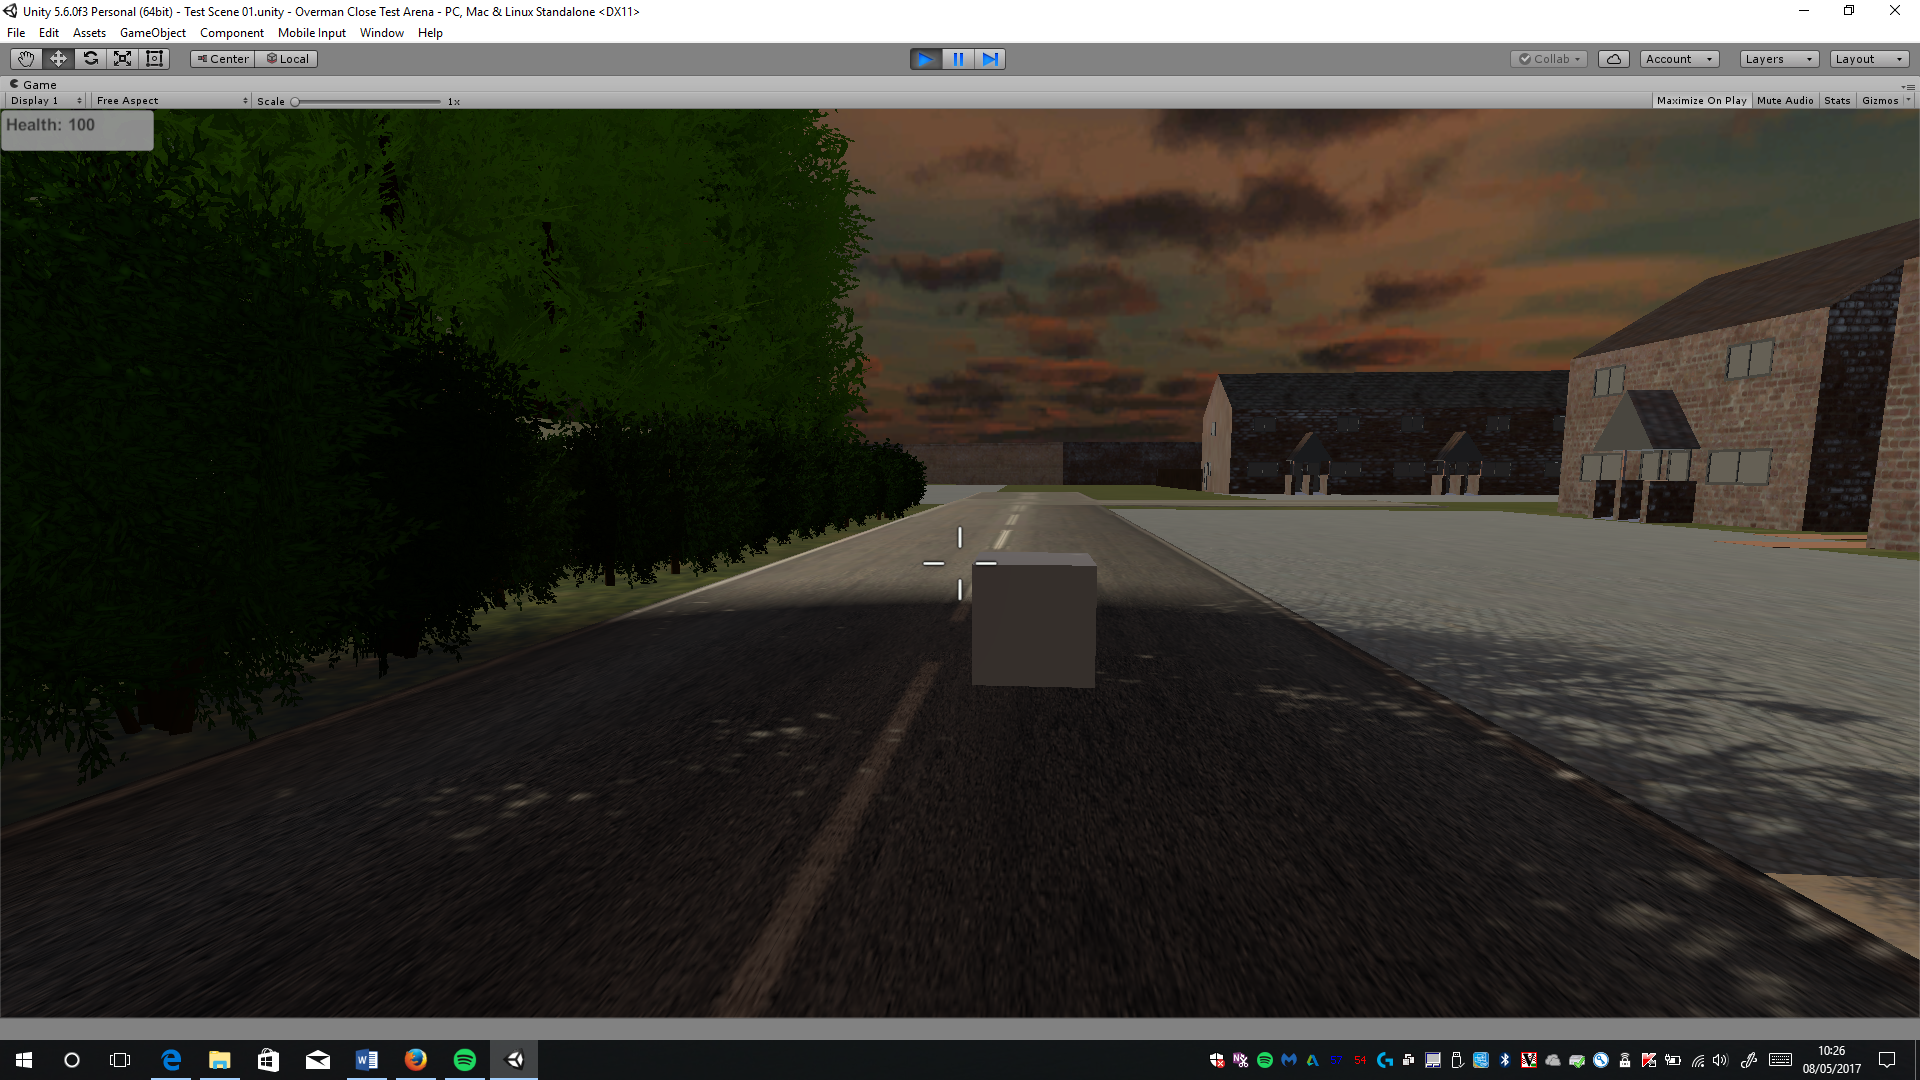 Unity 5.6.0f3 Personal (64bit) - Test Scene 01.unity - Overman Close Test Arena - PC, Mac & Linux Standalone <DX11>
File Edit Assets GameObject Component Mobile Input Window Help
Center Local Collab Account Layers Layout
Game
Display 1 Free Aspect Scale 1x Maximize On Play Mute Audio Stats Gizmos
Health: 100
54
10:26
08/05/2017